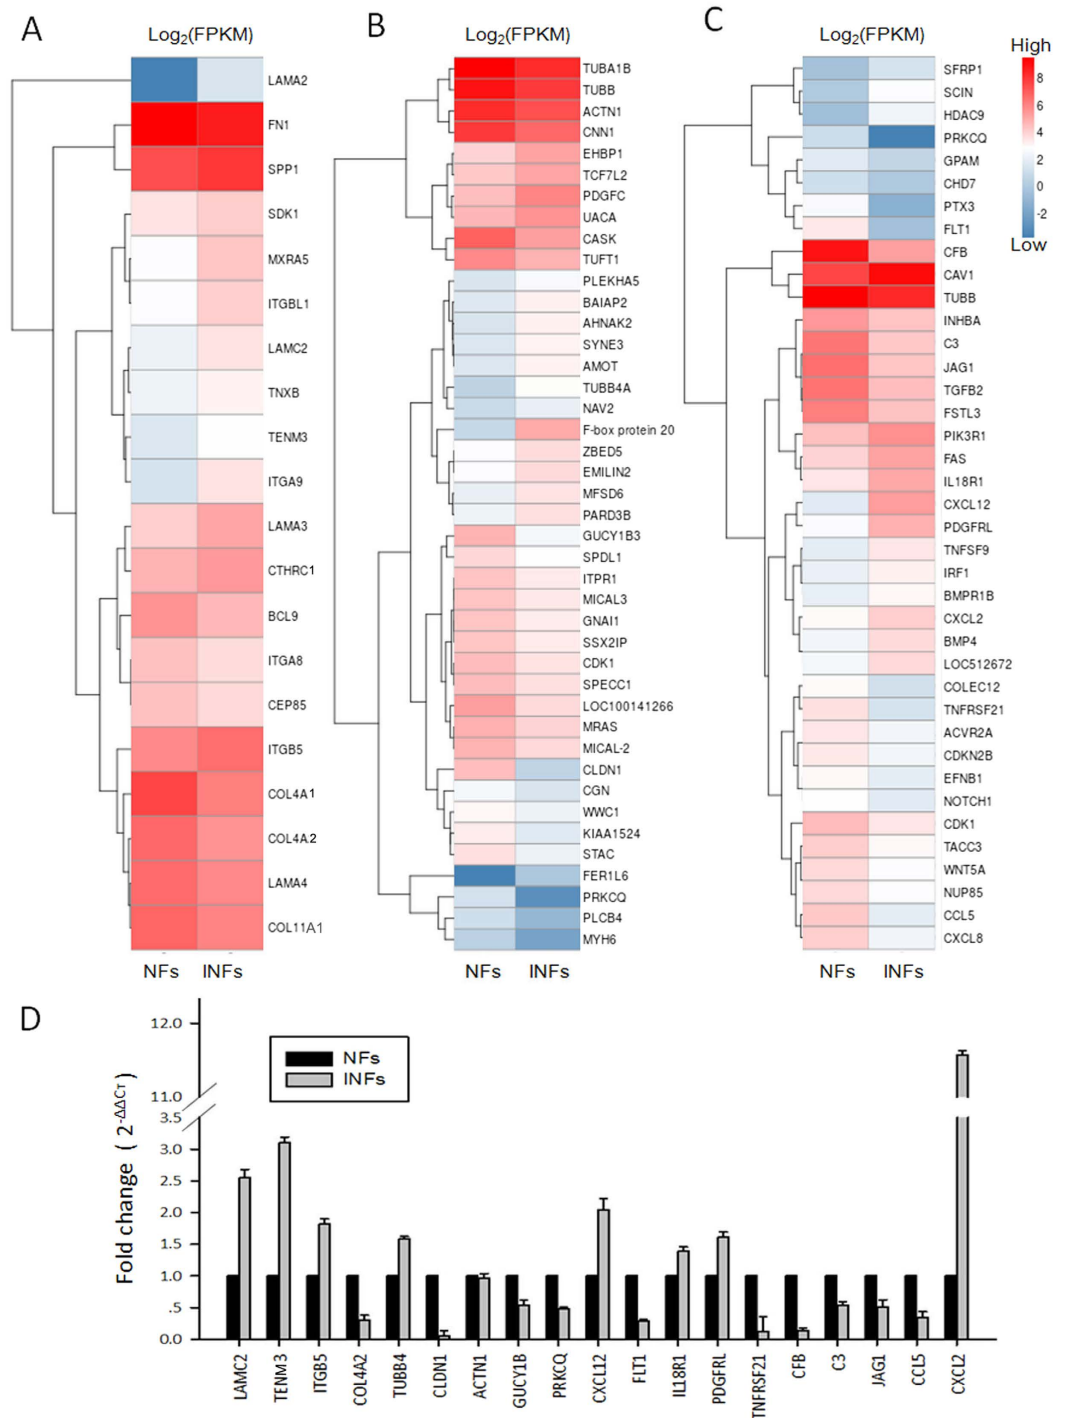 A
Log2(FPKM)
LAMA2
FN1
SPP1
SDK1
MXRA5
ITGBL1
LAMC2
TNXB
TENM3
ITGA9
LAMA3
CTHRC1
BCL9
ITGA8
CEP85
ITGB5
COL4A1
COL4A2
LAMA4
COL11A1
NFs INFs
B
Log2(FPKM)
TUBA1B
TUBB
ACTN1
CNN1
EHBP1
TCF7L2
PDGFC
UACA
CASK
TUFT1
PLEKHA5
BAIAP2
AHNAK2
SYNE3
AMOT
TUBB4A
NAV2
F-box protein 20
ZBED5
EMILIN2
MFSD6
PARD3B
GUCY1B3
SPDL1
ITPR1
MICAL3
GNAI1
SSX2IP
CDK1
SPECC1
LOC100141266
MRAS
MICAL-2
CLDN1
CGN
WWC1
KIAA1524
STAC
FER1L6
PRKCQ
PLCB4
MYH6
NFs INFs
C
Log2(FPKM)
SFRP1
SCIN
HDAC9
PRKCQ
GPAM
CHD7
PTX3
FLT1
CFB
CAV1
TUBB
INHBA
C3
JAG1
TGFB2
FSTL3
PIK3R1
FAS
IL18R1
CXCL12
PDGFRL
TNFSF9
IRF1
BMPR1B
CXCL2
BMP4
LOC512672
COLEC12
TNFRSF21
ACVR2A
CDKN2B
EFNB1
NOTCH1
CDK1
TACC3
WNT5A
NUP85
CCL5
CXCL8
NFs INFs
High
8
6
4
2
0
-2
Low
D
Fold change ( 2-ΔΔCT )
12.0
11.0
3.5
3.0
2.5
2.0
1.5
1.0
.5
0.0
NFs
INFs
LAMC2
TENM3
ITGB5
COL4A2
TUBB4
CLDN1
ACTN1
GUCY1B
PRKCQ
CXCL12
FLT1
IL18R1
PDGFRL
TNFRSF21
CFB
C3
JAG1
CCL5
CXCL2